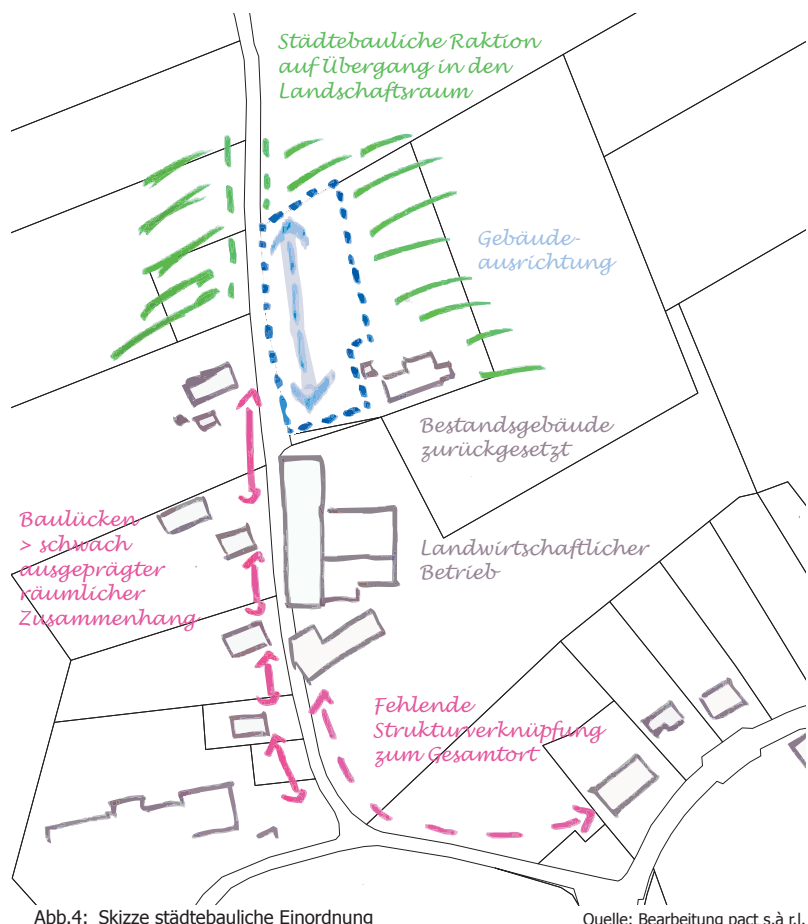 Städtebauliche Raktion
auf Übergang in den
Landschaftsraum
Gebäude-
ausrichtung
Bestandsgebäude
zurückgesetzt
Baulücken
> schwach
ausgeprägter
räumlicher
Zusammenhang
Landwirtschaftlicher
Betrieb
Fehlende
Strukturverknüpfung
zum Gesamtort
Abb.4: Skizze städtebauliche Einordnung
Quelle: Bearbeitung pact s.à r.l.